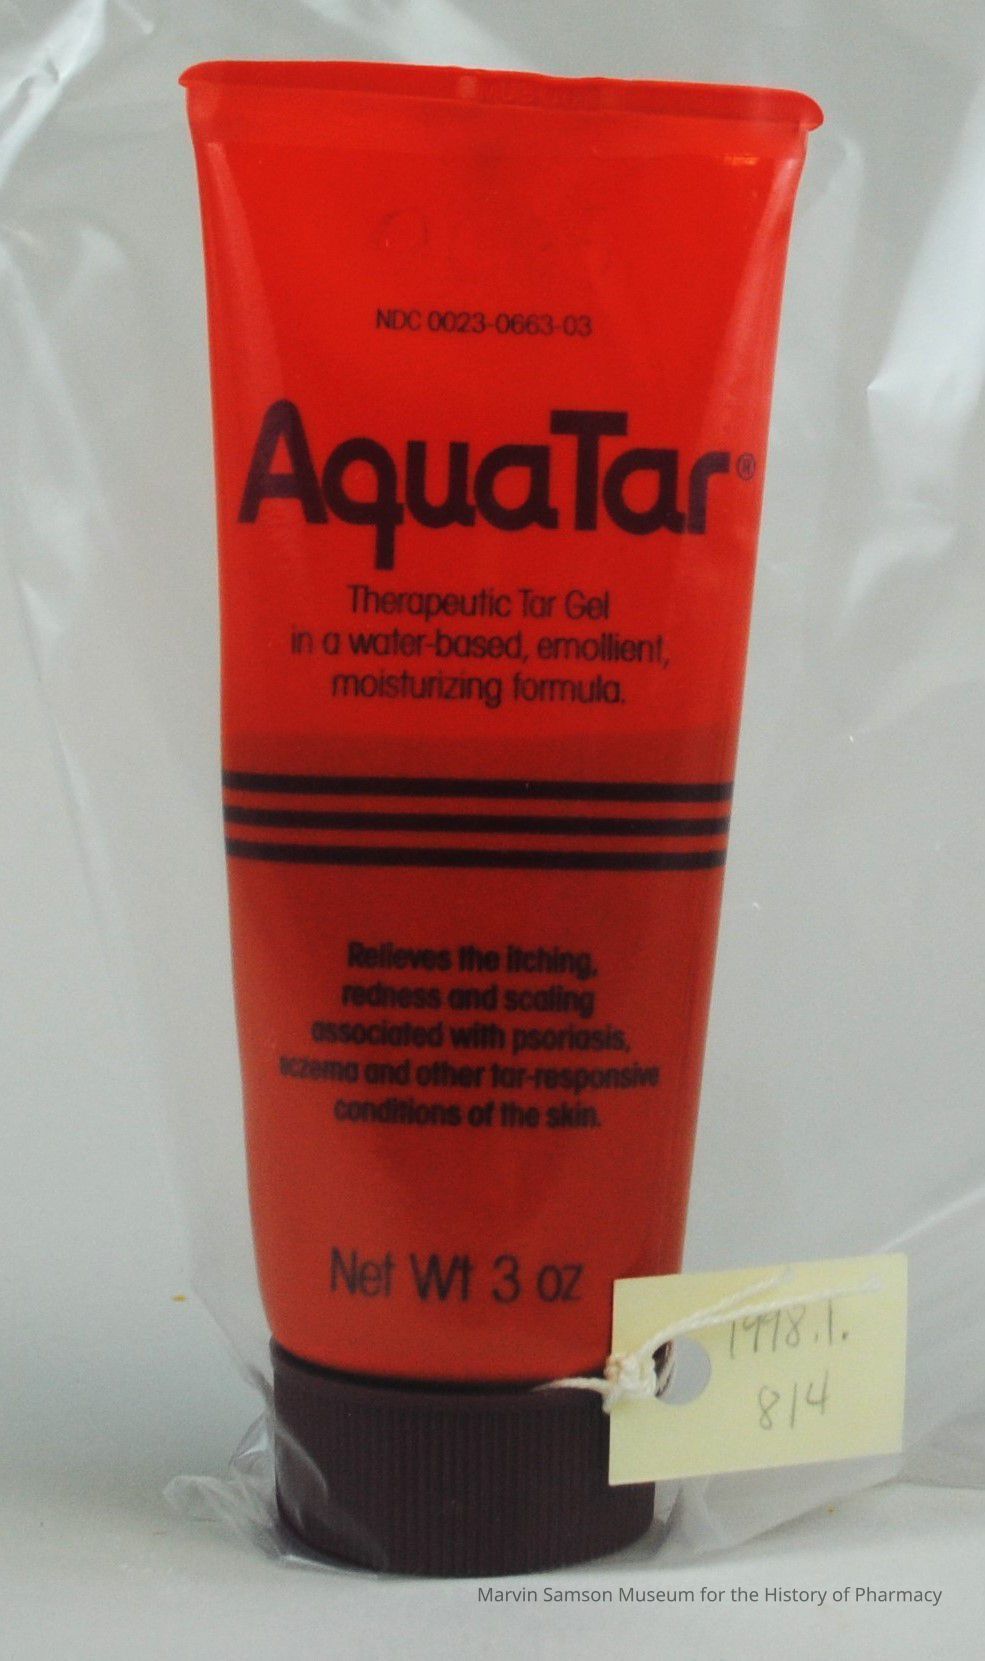 NDC 0023-0663-03
AquaTar®
Therapeutic Tar Gel
in a water-based, emollient,
moisturizing formula.
Relieves the itching,
redness and scaling
associated with psoriasis,
eczema and other tar-responsive
conditions of the skin.
Net Wt 3 oz
1998.1.
814
Marvin Samson Museum for the History of Pharmacy